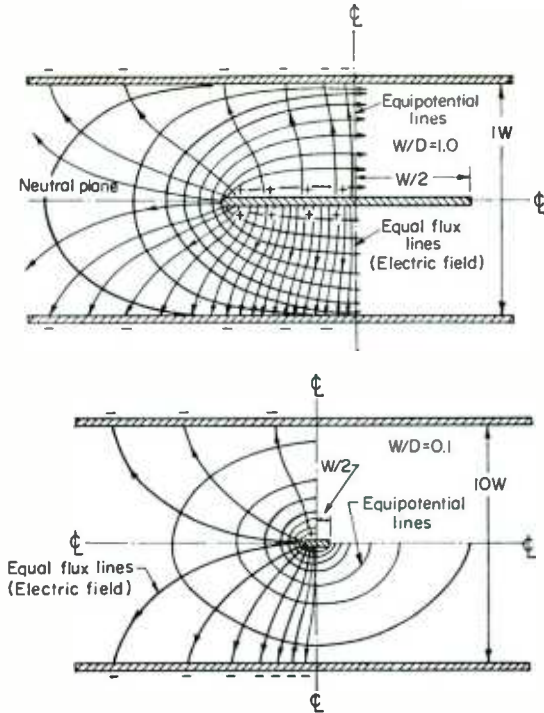 ℄
Equipotential
lines
W/D=1.0
1W
W/2
Neutral plane
℄
Equal flux
lines
(Electric field)
℄
W/D=0.1
W/2
10W
Equipotential
lines
℄
℄
Equal flux lines
(Electric field)
℄